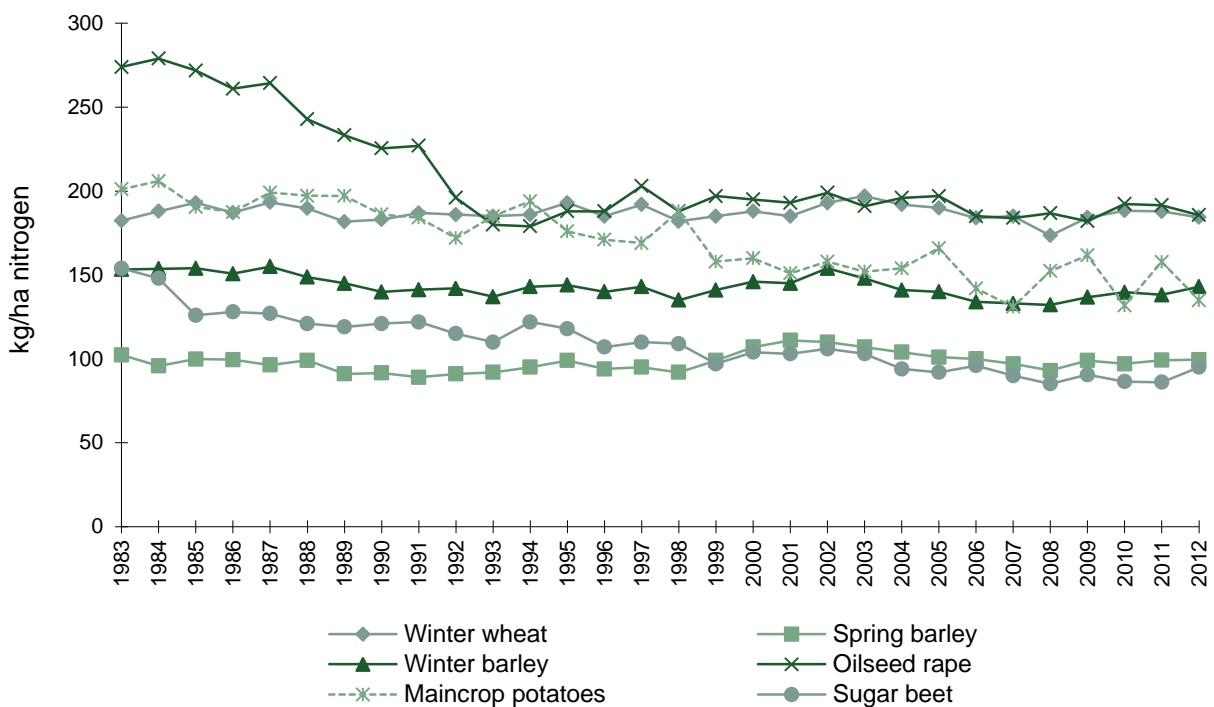 300
250
200
150
100
50
0
kg/ha nitrogen
1983 1984 1985 1986 1987 1988 1989 1990 1991 1992 1993 1994 1995 1996 1997 1998 1999 2000 2001 2002 2003 2004 2005 2006 2007 2008 2009 2010 2011 2012
Winter wheat Spring barley
Winter barley Oilseed rape
Maincrop potatoes Sugar beet